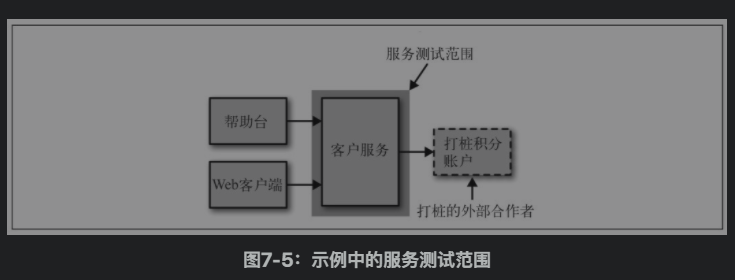 服务测试范围
帮助台
客户服务
打桩积分
账户
Web客户端
打桩的外部合作者
图7-5：示例中的服务测试范围